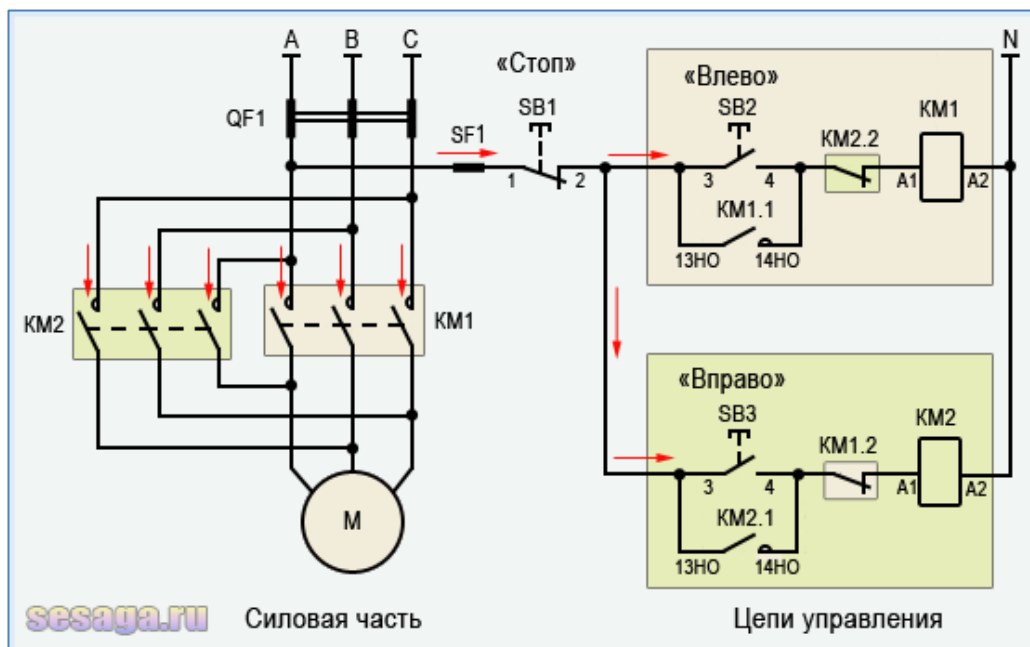 A B C
N
QF1
SF1
«Стоп»
SB1
1 2
«Влево»
SB2
3 4
KM1.1
13НО 14НО
KM2.2
KM1
A1 A2
KM2
KM1
«Вправо»
SB3
3 4
KM2.1
13НО 14НО
KM1.2
KM2
A1 A2
M
sesaga.ru
Силовая часть
Цепи управления